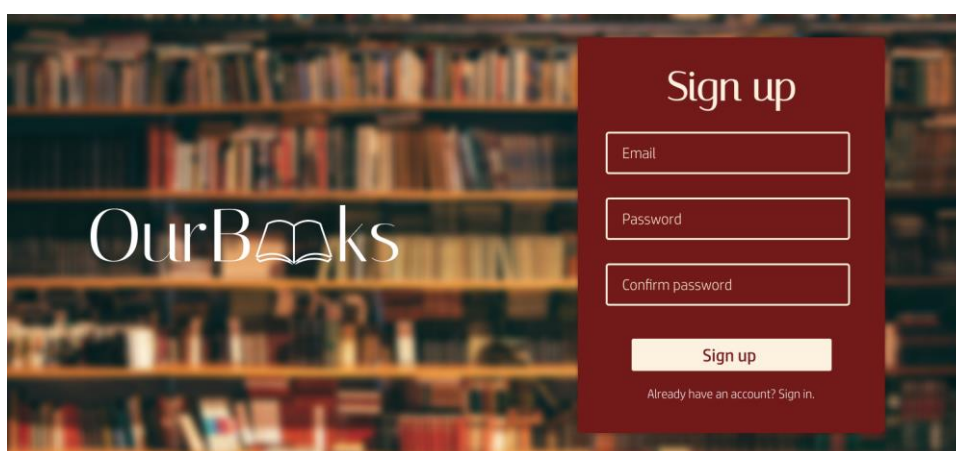 OurBooks
Sign up
Email
Password
Confirm password
Sign up
Already have an account? Sign in.